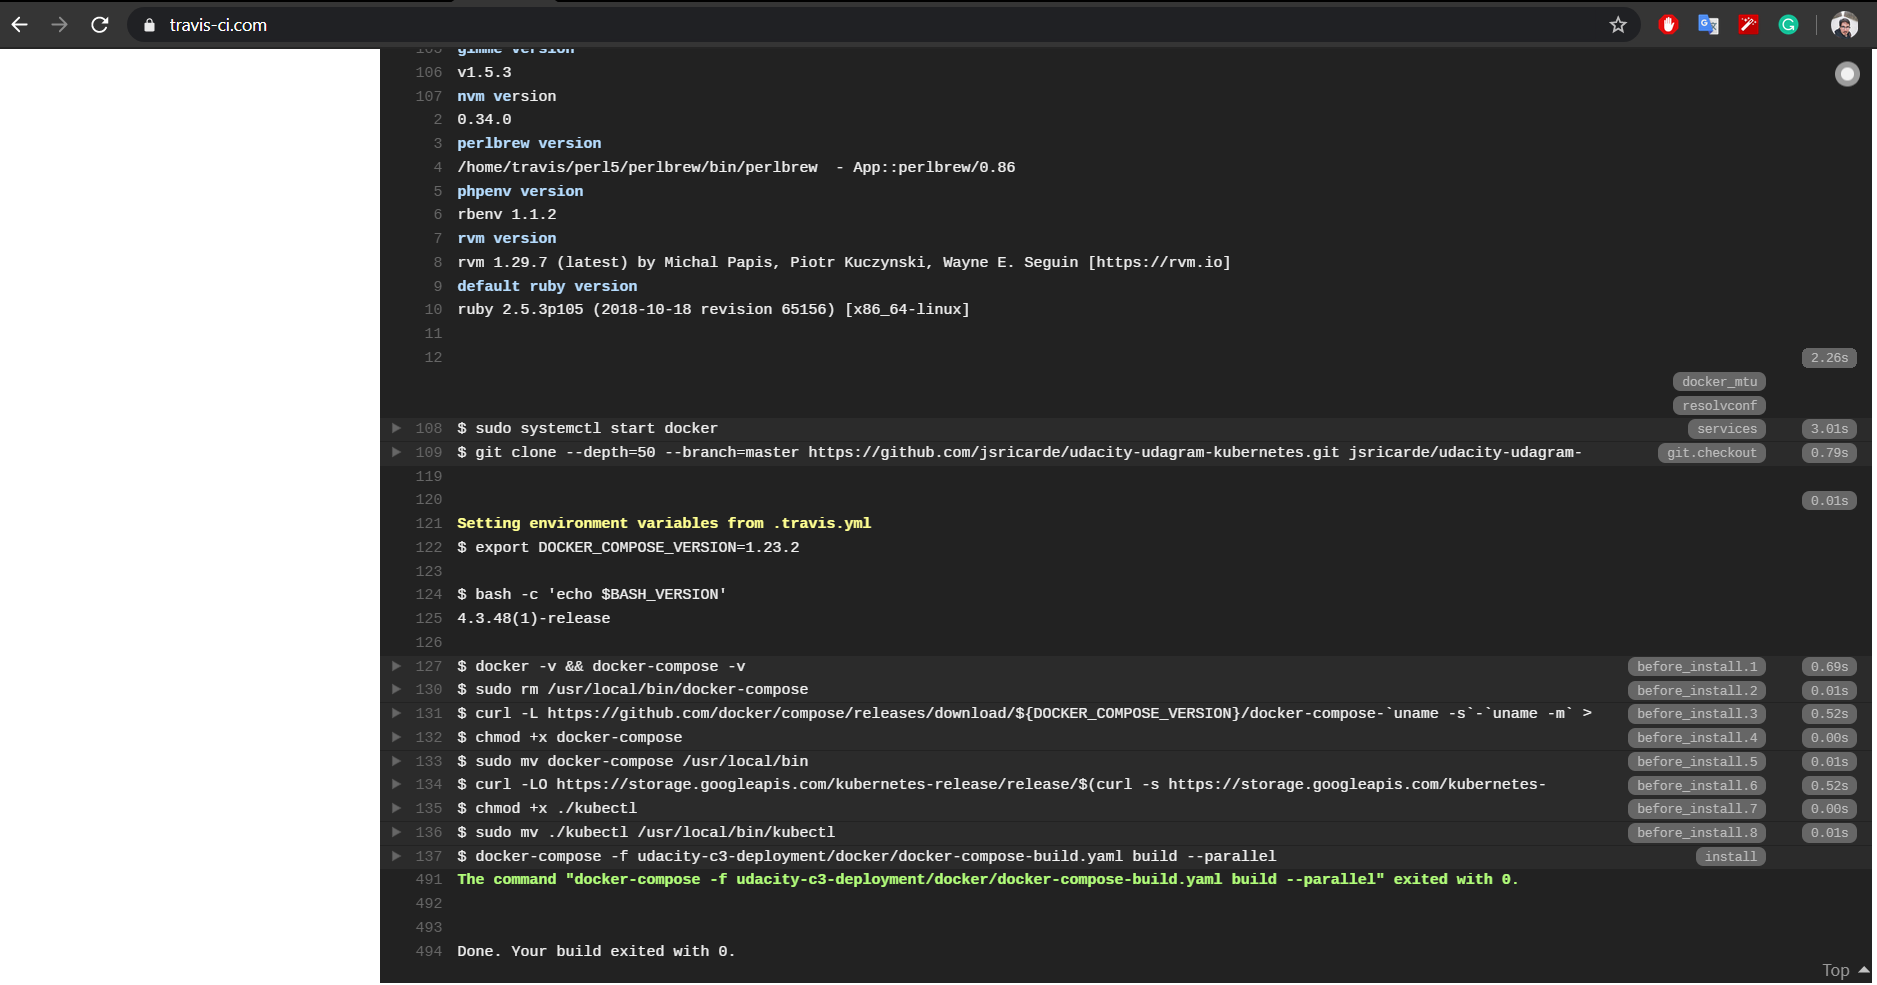 travis-ci.com
105 gimme version
106 v1.5.3
107 nvm version
2 0.34.0
3 perlbrew version
4 /home/travis/perl5/perlbrew/bin/perlbrew  - App::perlbrew/0.86
5 phpenv version
6 rbenv 1.1.2
7 rvm version
8 rvm 1.29.7 (latest) by Michal Papis, Piotr Kuczynski, Wayne E. Seguin [https://rvm.io]
9 default ruby version
10 ruby 2.5.3p105 (2018-10-18 revision 65156) [x86_64-linux]
11
12 2.26s
docker_mtu
resolvconf
108 $ sudo systemctl start docker services 3.01s
109 $ git clone --depth=50 --branch=master https://github.com/jsricarde/udacity-udagram-kubernetes.git jsricarde/udacity-udagram- git.checkout 0.79s
119
120 0.01s
121 Setting environment variables from .travis.yml
122 $ export DOCKER_COMPOSE_VERSION=1.23.2
123
124 $ bash -c 'echo $BASH_VERSION'
125 4.3.48(1)-release
126
127 $ docker -v && docker-compose -v before_install.1 0.69s
130 $ sudo rm /usr/local/bin/docker-compose before_install.2 0.01s
131 $ curl -L https://github.com/docker/compose/releases/download/${DOCKER_COMPOSE_VERSION}/docker-compose-`uname -s`-`uname -m` > before_install.3 0.52s
132 $ chmod +x docker-compose before_install.4 0.00s
133 $ sudo mv docker-compose /usr/local/bin before_install.5 0.01s
134 $ curl -LO https://storage.googleapis.com/kubernetes-release/release/$(curl -s https://storage.googleapis.com/kubernetes- before_install.6 0.52s
135 $ chmod +x ./kubectl before_install.7 0.00s
136 $ sudo mv ./kubectl /usr/local/bin/kubectl before_install.8 0.01s
137 $ docker-compose -f udacity-c3-deployment/docker/docker-compose-build.yaml build --parallel install
491 The command "docker-compose -f udacity-c3-deployment/docker/docker-compose-build.yaml build --parallel" exited with 0.
492
493
494 Done. Your build exited with 0.
Top